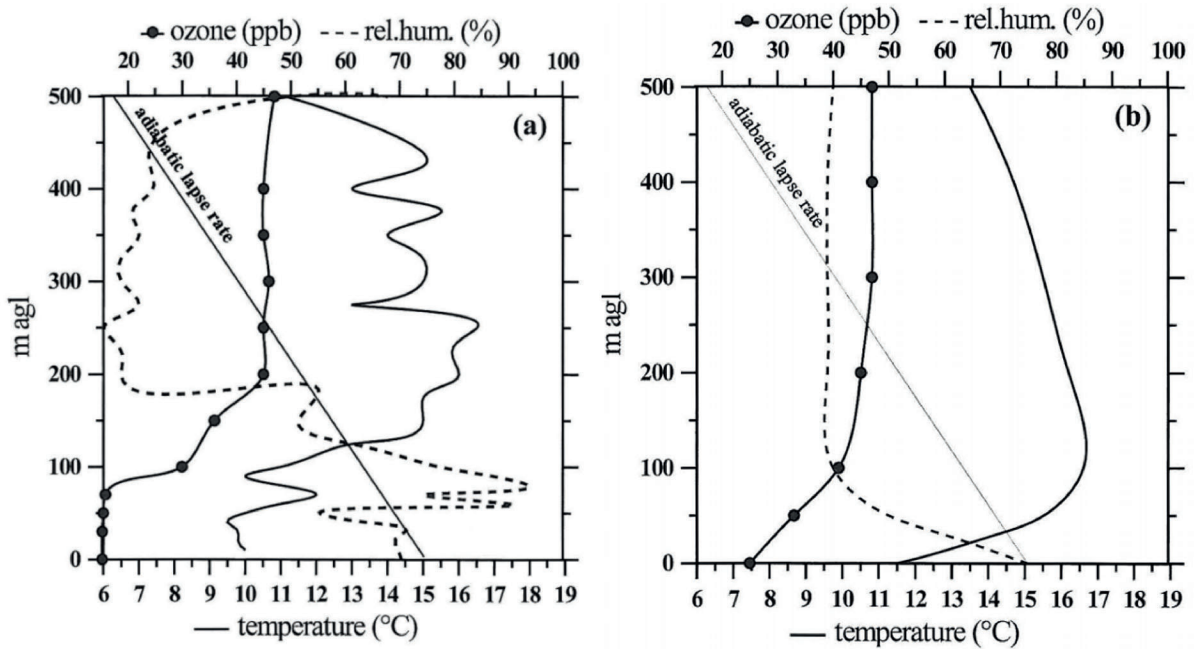 ozone (ppb) rel.hum. (%)
20 30 40 50 60 70 80 90 100
500
400
300
200
100
0
m agl
adiabatic lapse rate
(a)
6 7 8 9 10 11 12 13 14 15 16 17 18 19
temperature (°C)
ozone (ppb) rel.hum. (%)
20 30 40 50 60 70 80 90 100
500
400
300
200
100
0
m agl
adiabatic lapse rate
(b)
6 7 8 9 10 11 12 13 14 15 16 17 18 19
temperature (°C)